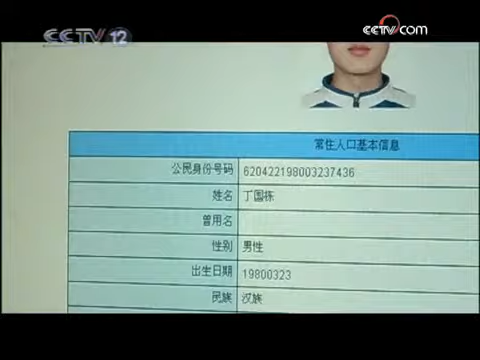 CCTV 12
CCTV.com
常住人口基本信息
公民身份号码 620422198003237436
姓名 丁国栋
曾用名
性别 男性
出生日期 19800323
民族 汉族